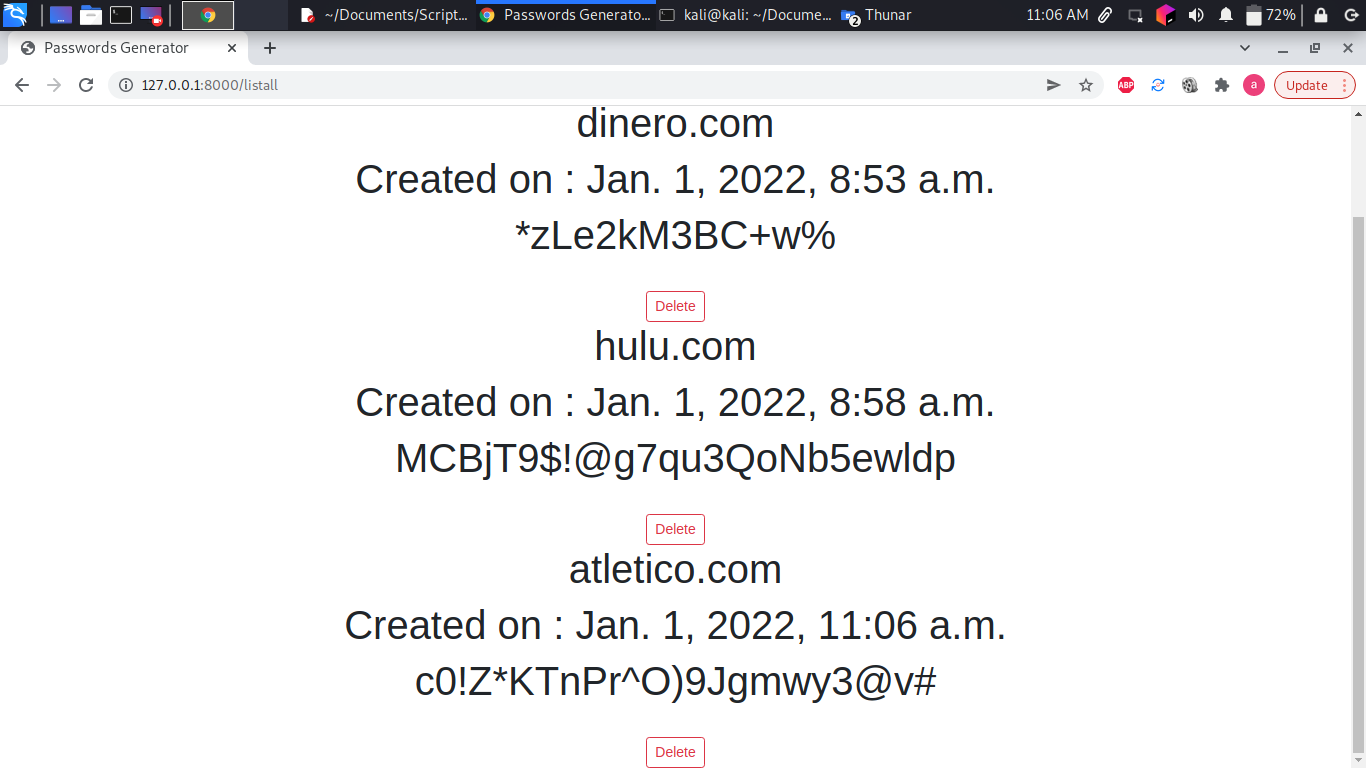 ~/Documents/Script... Passwords Generato... kali@kali: ~/Docume... 2 Thunar 11:06 AM 72%
Passwords Generator
127.0.0.1:8000/listall ABP a Update
dinero.com
Created on : Jan. 1, 2022, 8:53 a.m.
*zLe2kM3BC+w%
Delete
hulu.com
Created on : Jan. 1, 2022, 8:58 a.m.
MCBjT9$!@g7qu3QoNb5ewldp
Delete
atletico.com
Created on : Jan. 1, 2022, 11:06 a.m.
c0!Z*KTnPr^O)9Jgmwy3@v#
Delete